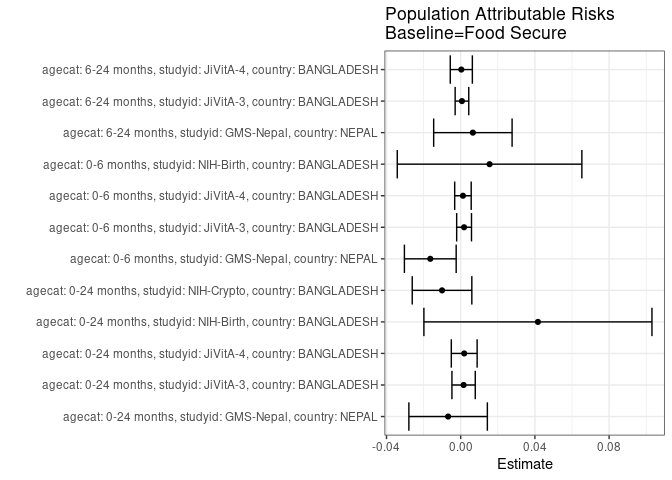 Population Attributable Risks
Baseline=Food Secure
agecat: 6-24 months, studyid: JiVitA-4, country: BANGLADESH
agecat: 6-24 months, studyid: JiVitA-3, country: BANGLADESH
agecat: 6-24 months, studyid: GMS-Nepal, country: NEPAL
agecat: 0-6 months, studyid: NIH-Birth, country: BANGLADESH
agecat: 0-6 months, studyid: JiVitA-4, country: BANGLADESH
agecat: 0-6 months, studyid: JiVitA-3, country: BANGLADESH
agecat: 0-6 months, studyid: GMS-Nepal, country: NEPAL
agecat: 0-24 months, studyid: NIH-Crypto, country: BANGLADESH
agecat: 0-24 months, studyid: NIH-Birth, country: BANGLADESH
agecat: 0-24 months, studyid: JiVitA-4, country: BANGLADESH
agecat: 0-24 months, studyid: JiVitA-3, country: BANGLADESH
agecat: 0-24 months, studyid: GMS-Nepal, country: NEPAL
-0.04 0.00 0.04 0.08
Estimate